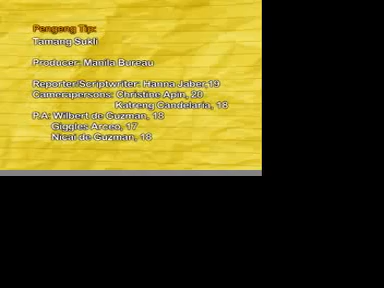 Pengeng Tip:
Tamang Sukli
Producer: Manila Bureau
Reporter/Scriptwriter: Hanna Jaber,19
Camerapersons: Christine Apin, 20
Katreng Candelaria, 18
P.A: Wilbert de Guzman, 18
Giggles Arceo, 17
Nicai de Guzman, 18